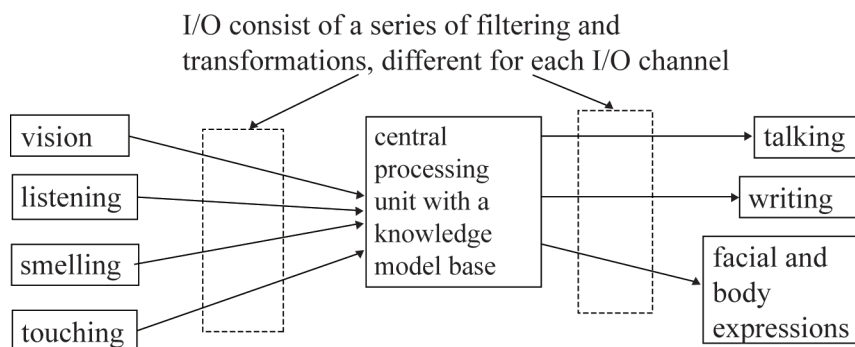 I/O consist of a series of filtering and
transformations, different for each I/O channel
vision
listening
smelling
touching
central
processing
unit with a
knowledge
model base
talking
writing
facial and
body
expressions